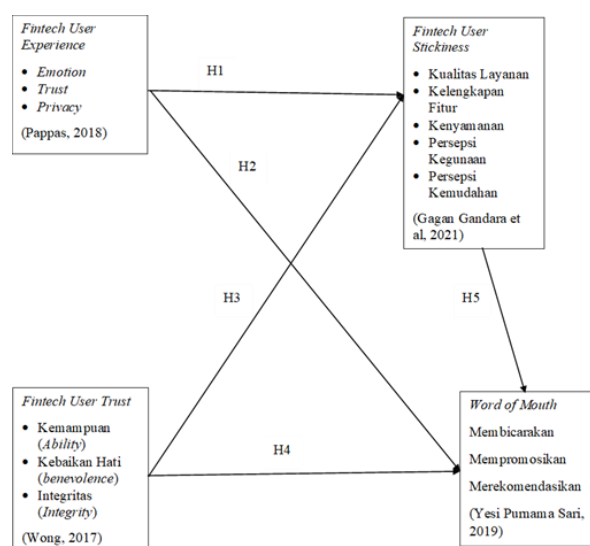 Fintech User
Experience
• Emotion
• Trust
• Privacy
(Pappas, 2018)
H1
Fintech User
Stickiness
• Kualitas Layanan
• Kelengkapan
Fitur
• Kenyamanan
• Persepsi
Kegunaan
• Persepsi
Kemudahan
(Gagan Gandara et
al, 2021)
H2
H3
H5
Fintech User Trust
• Kemampuan
(Ability)
• Kebaikan Hati
(benevolence)
• Integritas
(Integrity)
(Wong, 2017)
H4
Word of Mouth
Membicarakan
Mempromosikan
Merekomendasikan
(Yesi Purnama Sari,
2019)